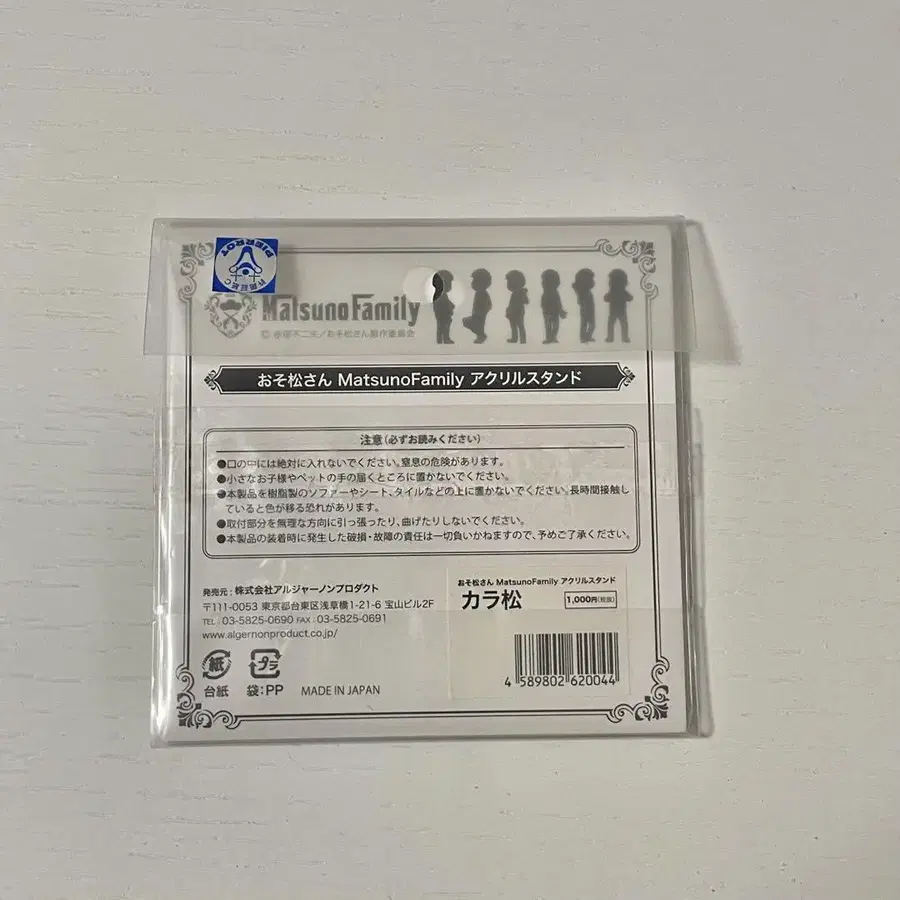 PIERROT
MatsunoFamily
© 赤塚不二夫/おそ松さん製作委員会
おそ松さん MatsunoFamily アクリルスタンド
注意(必ずお読みください)
●口の中には絶対に入れないでください。窒息の危険があります。
●小さなお子様やペットの手の届くところに置かないでください。
●本製品を樹脂製のソファーやシート、タイルなどの上に置かないでください。長時間接触し
ていると色が移る恐れがあります。
●取付部分を無理な方向に引っ張ったり、曲げたりしないでください。
●本製品の装着時に発生した破損・故障の責任は一切負いかねますので、予めご了承ください。
発売元:株式会社アルジャーノンプロダクト
〒111-0053 東京都台東区浅草橋1-21-6 宝山ビル2F
TEL:03-5825-0690 FAX:03-5825-0691
www.algernonproduct.co.jp/
紙 プラ
台紙 袋:PP MADE IN JAPAN
おそ松さん MatsunoFamily アクリルスタンド
カラ松 1,000円(税抜)
4 589802 620044